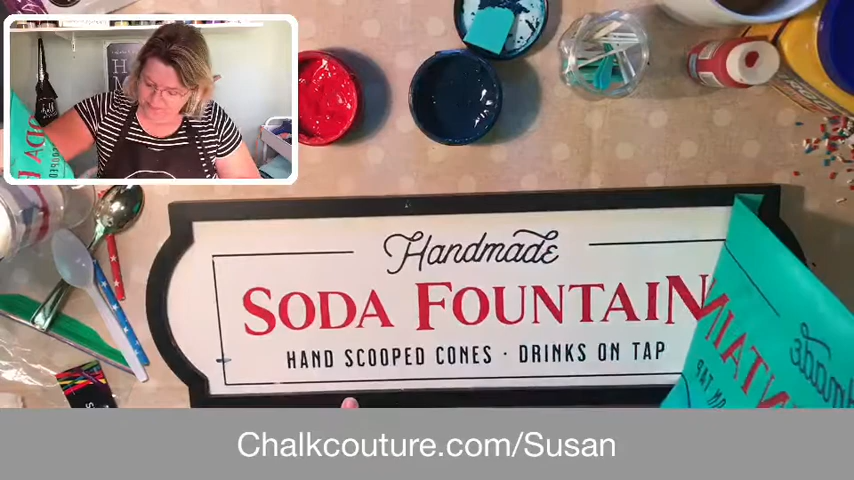 Handmade
SODA FOUNTAIN
HAND SCOOPED CONES · DRINKS ON TAP
Chalkcouture.com/Susan